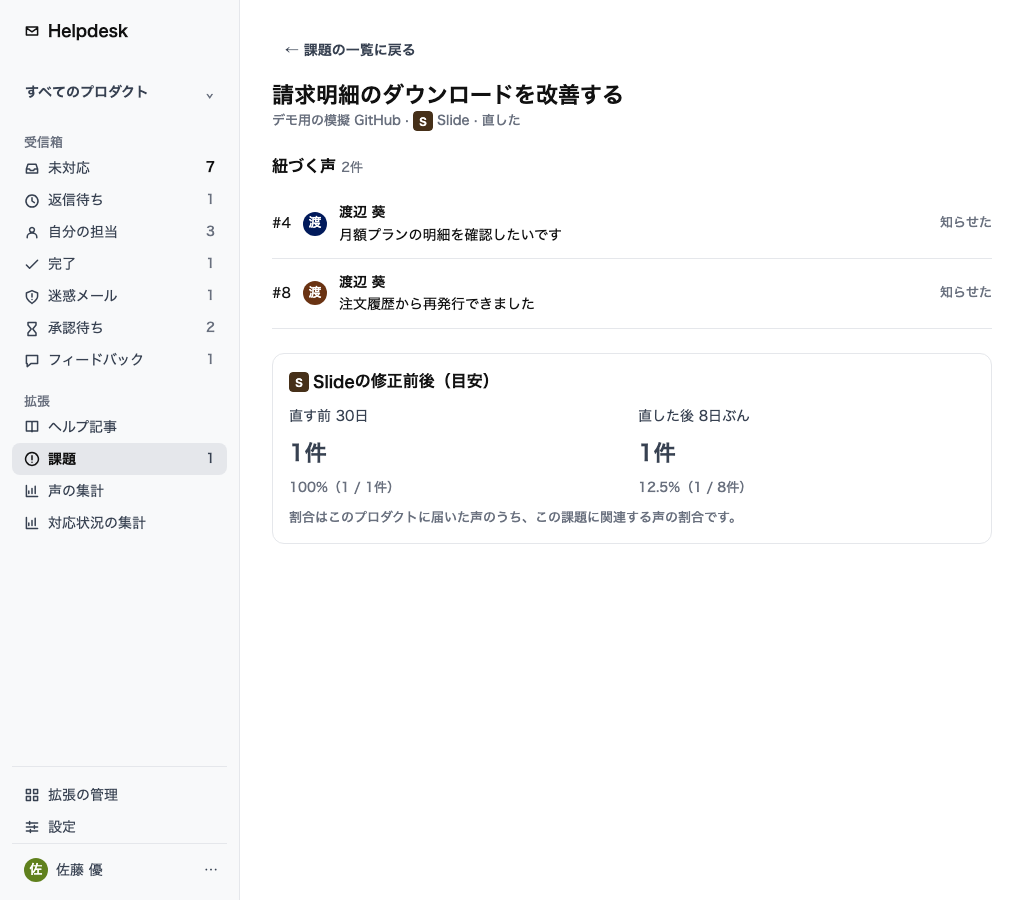 Helpdesk
すべてのプロダクト
受信箱
未対応 7
返信待ち 1
自分の担当 3
完了 1
迷惑メール 1
承認待ち 2
フィードバック 1
拡張
ヘルプ記事
課題 1
声の集計
対応状況の集計
拡張の管理
設定
佐 佐藤 優 …
← 課題の一覧に戻る
請求明細のダウンロードを改善する
デモ用の模擬 GitHub · S Slide · 直した
紐づく声 2件
#4 渡 渡辺 葵 知らせた
月額プランの明細を確認したいです
#8 渡 渡辺 葵 知らせた
注文履歴から再発行できました
S Slideの修正前後（目安）
直す前 30日
1件
100%（1 / 1件）
直した後 8日ぶん
1件
12.5%（1 / 8件）
割合はこのプロダクトに届いた声のうち、この課題に関連する声の割合です。